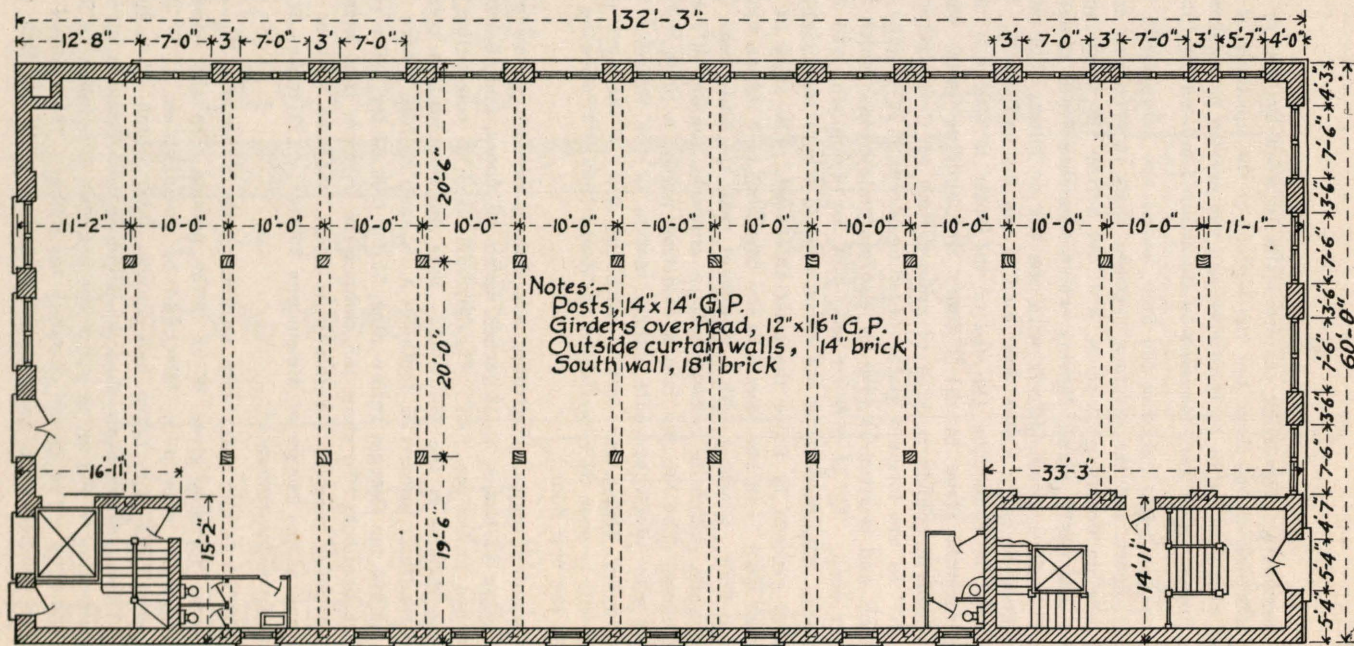 132'-3"
12'-8" 7'-0" 3' 7'-0" 3' 7'-0" 3' 7'-0" 3' 7'-0" 3' 5'-7" 4'-0"
4'-3"
7'-6"
3'-6"
7'-6"
3'-6"
7'-6"
3'-6"
7'-6"
4'-7"
5'-4"
5'-4"
60'-0"
20'-6"
11'-2" 10'-0" 10'-0" 10'-0" 10'-0" 10'-0" 10'-0" 10'-0" 10'-0" 10'-0" 10'-0" 10'-0" 11'-1"
Notes:-
Posts, 14"x 14" G.P.
Girders overhead, 12"x 16" G.P.
Outside curtain walls, 14" brick
South wall, 18" brick
20'-0"
16'-11"
33'-3"
15'-2"
19'-6"
14'-11"